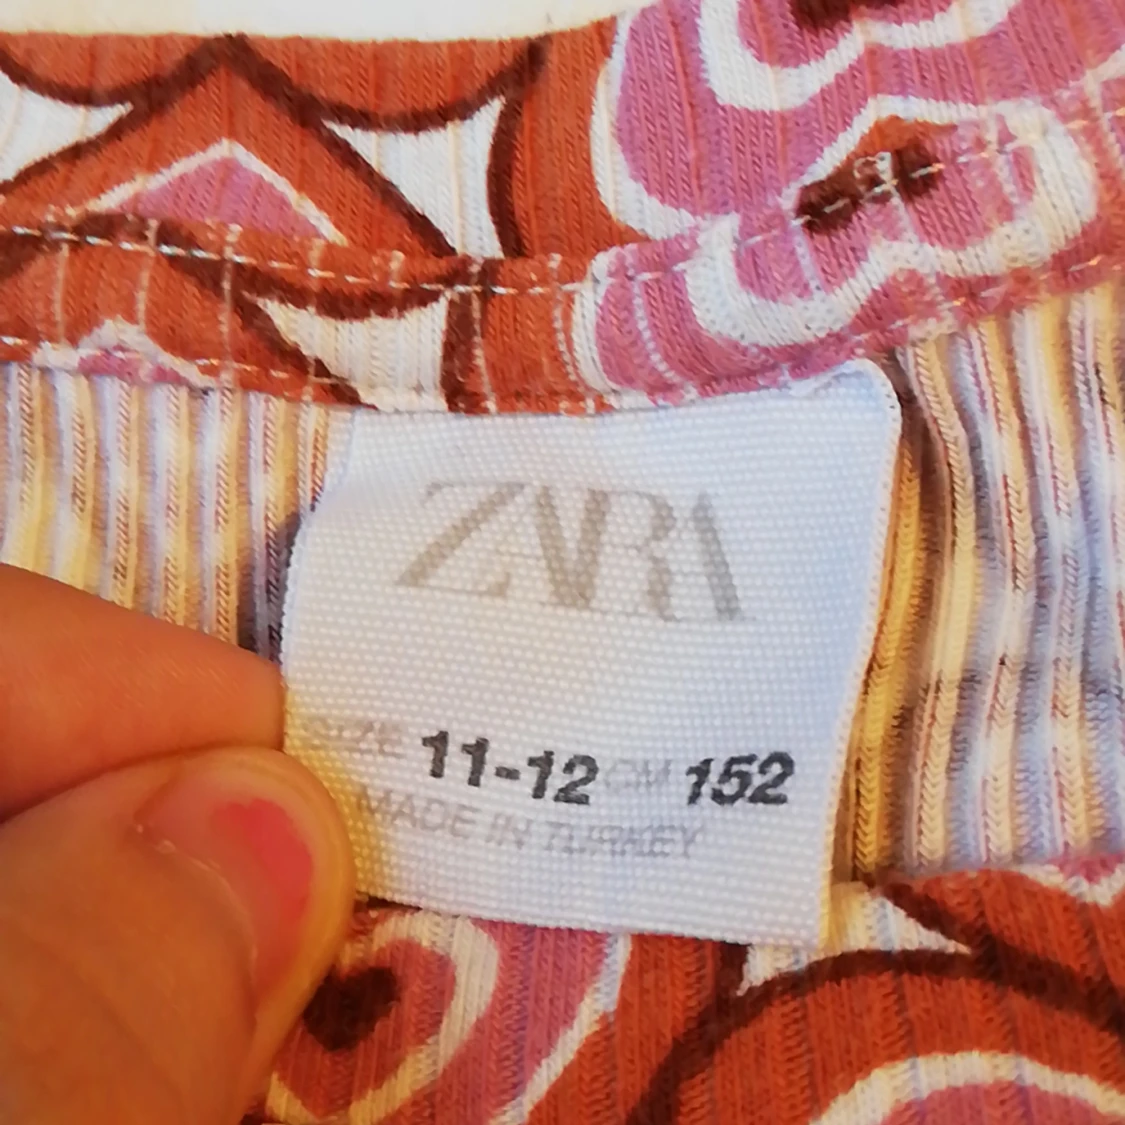 ZARA
SIZE 11-12 CM 152
MADE IN TURKEY